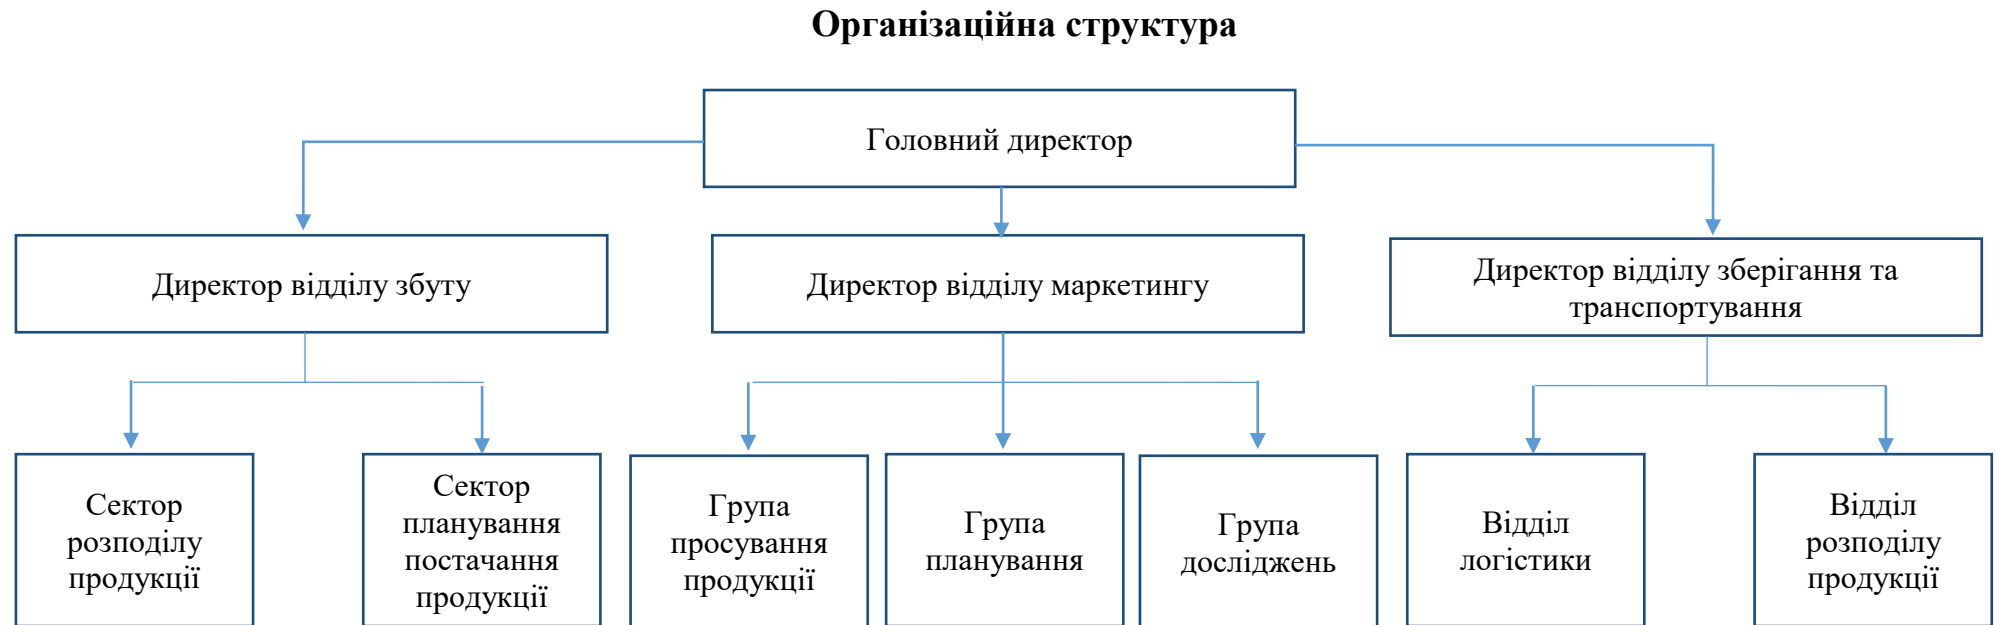 Організаційна структура
Головний директор
Директор відділу збуту
Директор відділу маркетингу
Директор відділу зберігання та
транспортування
Сектор
розподілу
продукції
Сектор
планування
постачання
продукції
Група
просування
продукції
Група
планування
Група
досліджень
Відділ
логістики
Відділ
розподілу
продукції